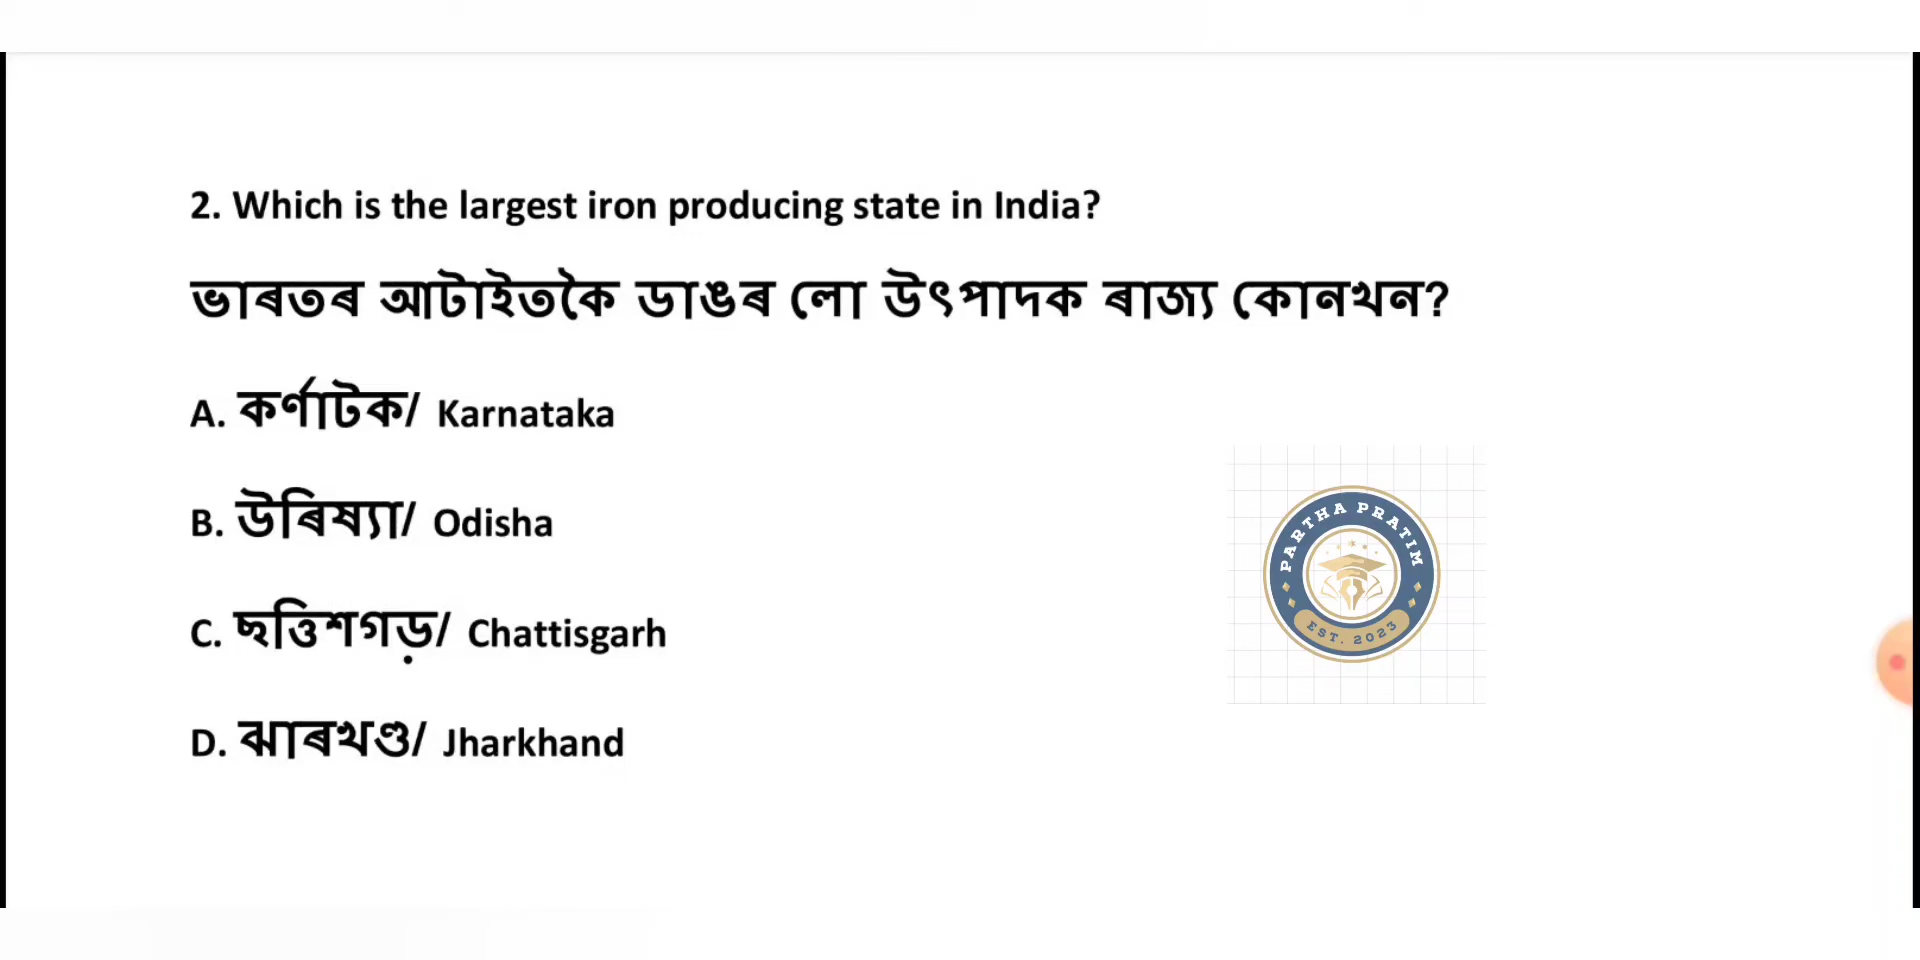 2. Which is the largest iron producing state in India?
ভাৰতৰ আটাইতকৈ ডাঙৰ লো উৎপাদক ৰাজ্য কোনখন?
A. কৰ্ণাটক/ Karnataka
B. উৰিষ্যা/ Odisha
C. ছত্তিশগড়/ Chattisgarh
D. ঝাৰখণ্ড/ Jharkhand
PARTHA PRATIM
EST. 2023